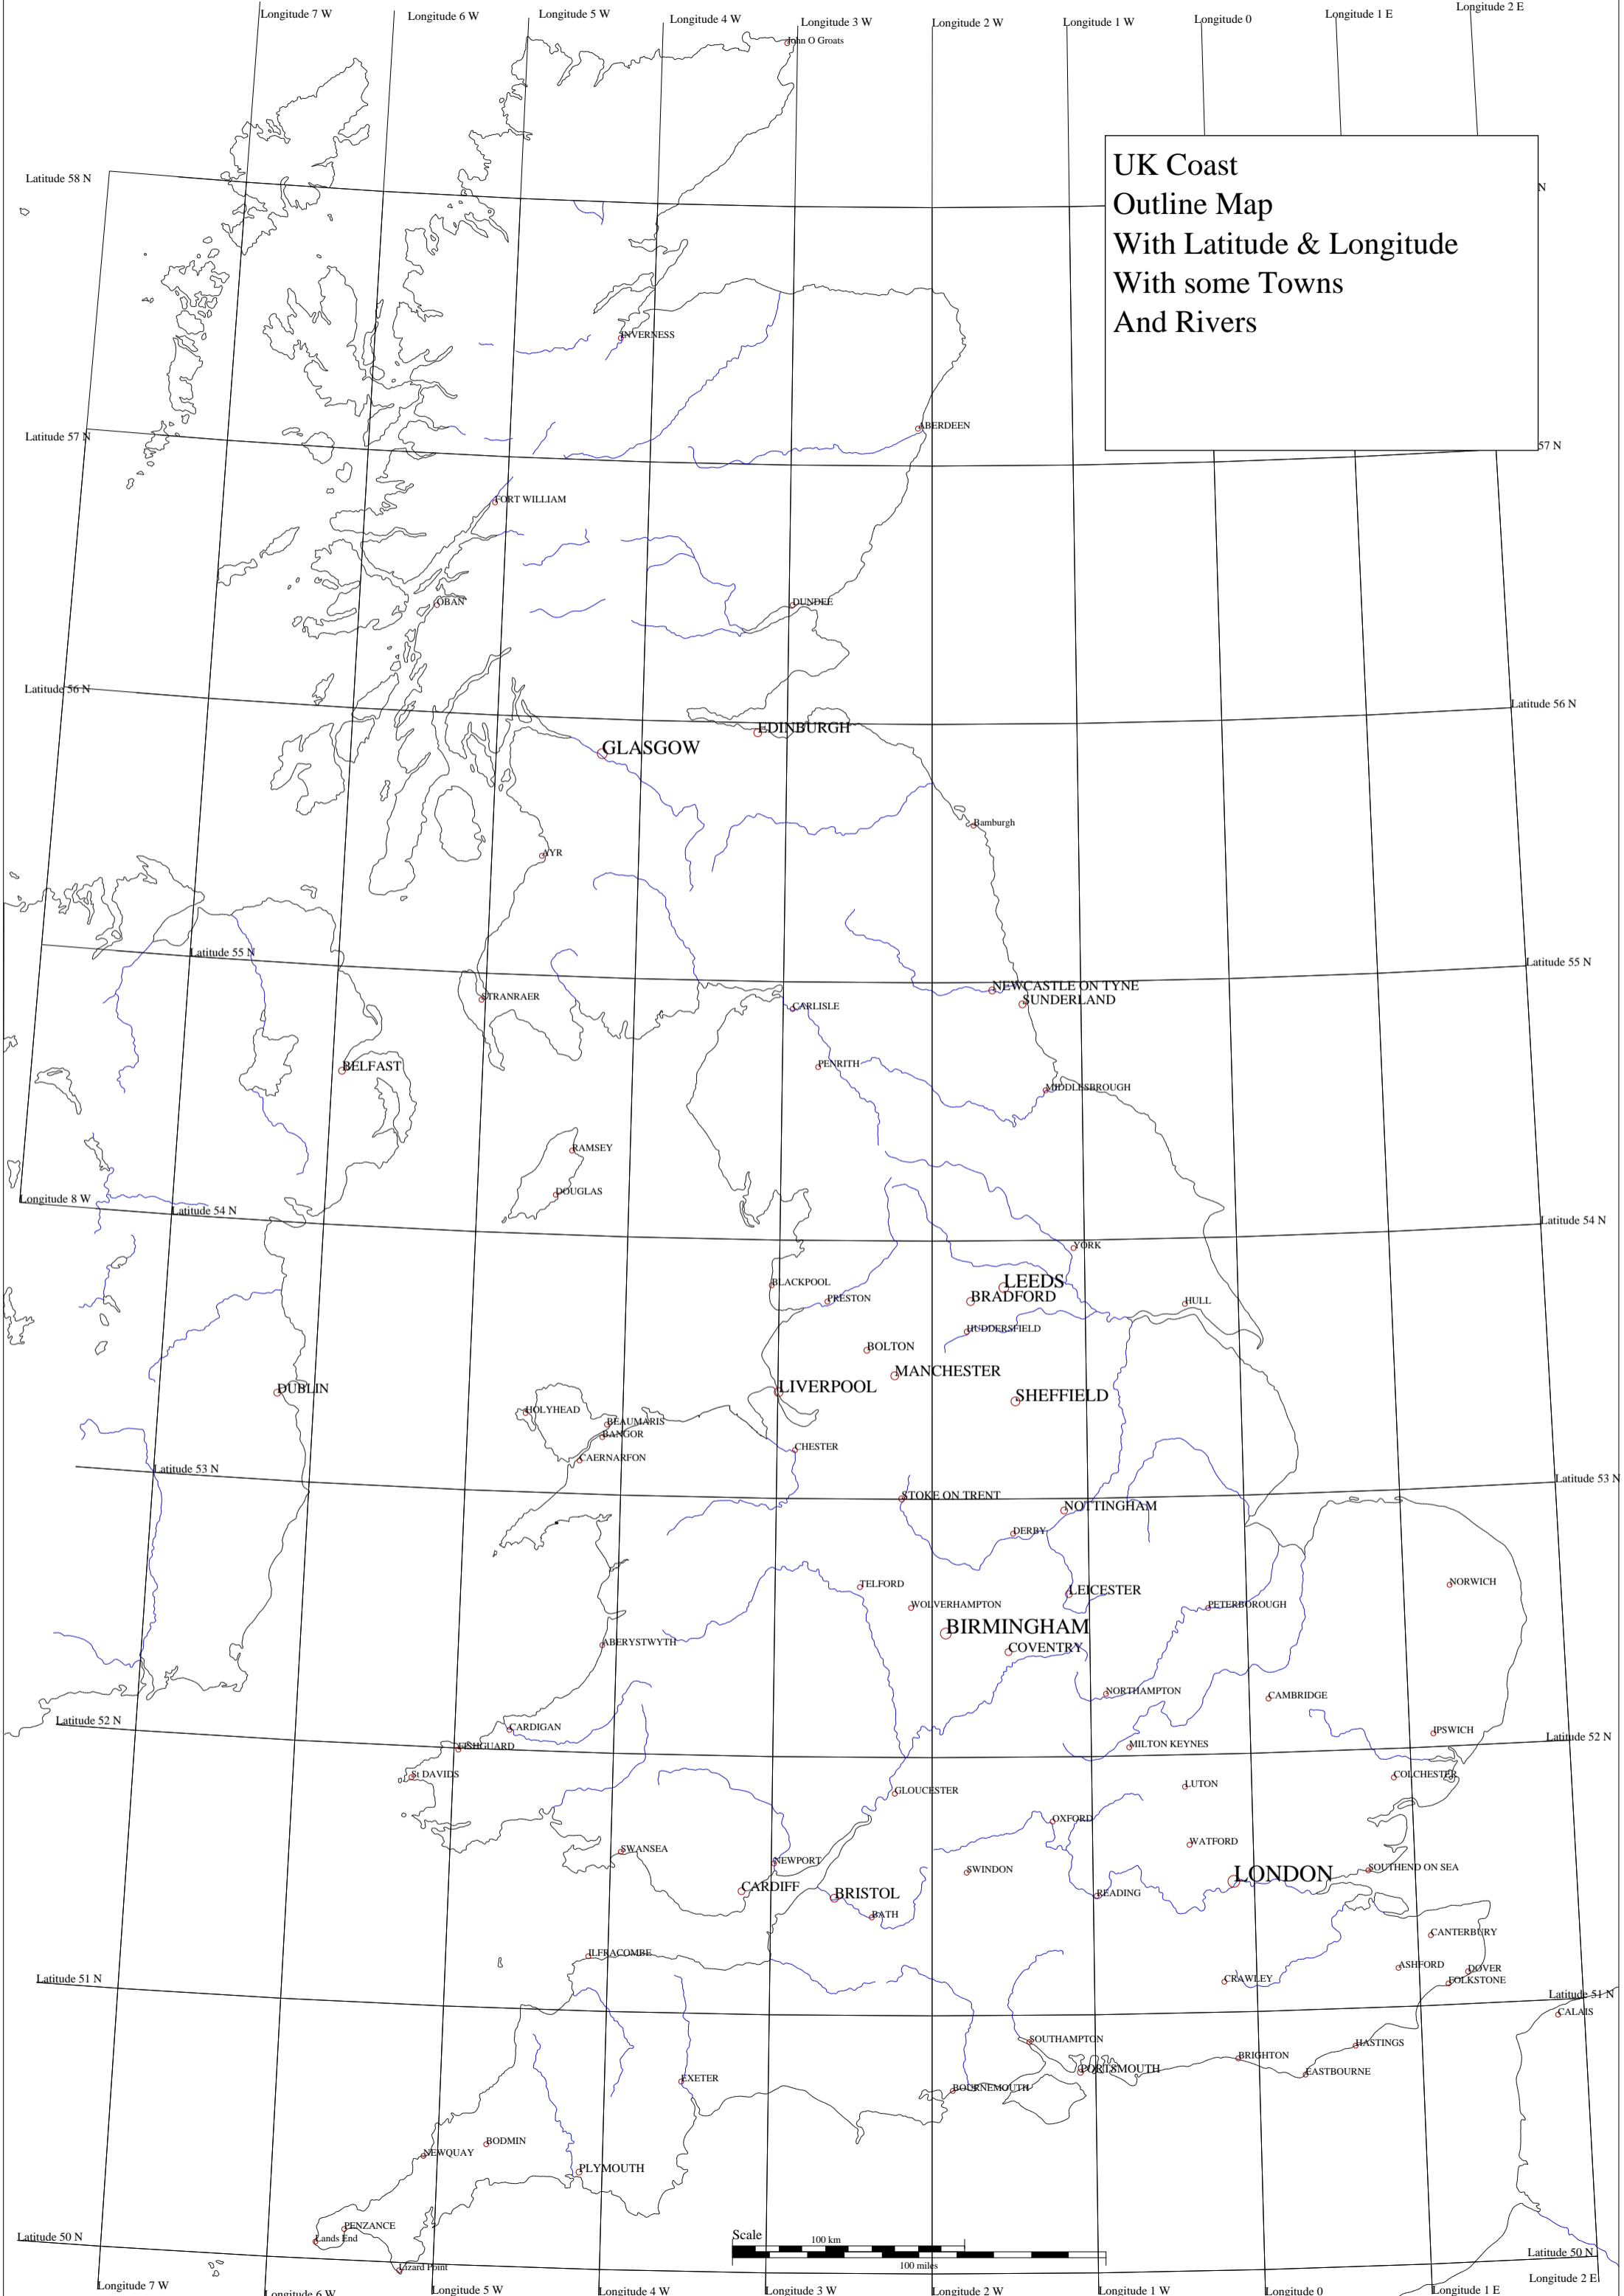 Longitude 7 W
Longitude 6 W
Longitude 5 W
Longitude 4 W
Longitude 3 W
Longitude 2 W
Longitude 1 W
Longitude 0
Longitude 1 E
Longitude 2 E
John O Groats
UK Coast
Outline Map
With Latitude & Longitude
With some Towns
And Rivers
Latitude 58 N
N
INVERNESS
ABERDEEN
Latitude 57 N
57 N
FORT WILLIAM
OBAN
DUNDEE
Latitude 56 N
Latitude 56 N
EDINBURGH
GLASGOW
Bamburgh
AYR
Latitude 55 N
Latitude 55 N
NEWCASTLE ON TYNE
SUNDERLAND
STRANRAER
CARLISLE
BELFAST
PENRITH
MIDDLESBROUGH
RAMSEY
DOUGLAS
Longitude 8 W
Latitude 54 N
Latitude 54 N
YORK
BLACKPOOL
LEEDS
BRADFORD
PRESTON
HULL
HUDDERSFIELD
BOLTON
MANCHESTER
DUBLIN
LIVERPOOL
SHEFFIELD
HOLYHEAD
BEAUMARIS
BANGOR
CHESTER
CAERNARFON
Latitude 53 N
Latitude 53 N
STOKE ON TRENT
NOTTINGHAM
DERBY
TELFORD
LEICESTER
NORWICH
WOLVERHAMPTON
PETERBOROUGH
BIRMINGHAM
ABERYSTWYTH
COVENTRY
NORTHAMPTON
CAMBRIDGE
Latitude 52 N
CARDIGAN
IPSWICH
Latitude 52 N
FISHGUARD
MILTON KEYNES
St DAVIDS
COLCHESTER
LUTON
GLOUCESTER
OXFORD
WATFORD
SWANSEA
NEWPORT
SWINDON
SOUTHEND ON SEA
LONDON
CARDIFF
BRISTOL
READING
BATH
CANTERBURY
ILFRACOMBE
ASHFORD
DOVER
Latitude 51 N
CRAWLEY
FOLKSTONE
Latitude 51 N
CALAIS
SOUTHAMPTON
HASTINGS
BRIGHTON
PORTSMOUTH
EASTBOURNE
EXETER
BOURNEMOUTH
BODMIN
NEWQUAY
PLYMOUTH
PENZANCE
Latitude 50 N
Lands End
Scale
100 km
Latitude 50 N
100 miles
Lizard Point
Longitude 2 E
Longitude 7 W
Longitude 6 W
Longitude 5 W
Longitude 4 W
Longitude 3 W
Longitude 2 W
Longitude 1 W
Longitude 0
Longitude 1 E